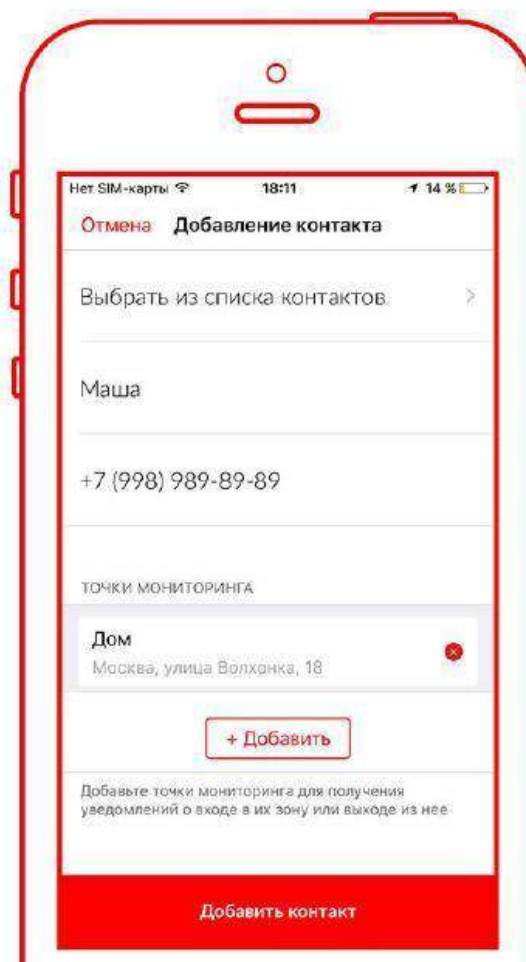 Нет SIM-карты 18:11 14 %
Отмена Добавление контакта
Выбрать из списка контактов
Маша
+7 (998) 989-89-89
ТОЧКИ МОНИТОРИНГА
Дом
Москва, улица Волхонка, 18
+ Добавить
Добавьте точки мониторинга для получения
уведомлений о входе в их зону или выходе из нее
Добавить контакт